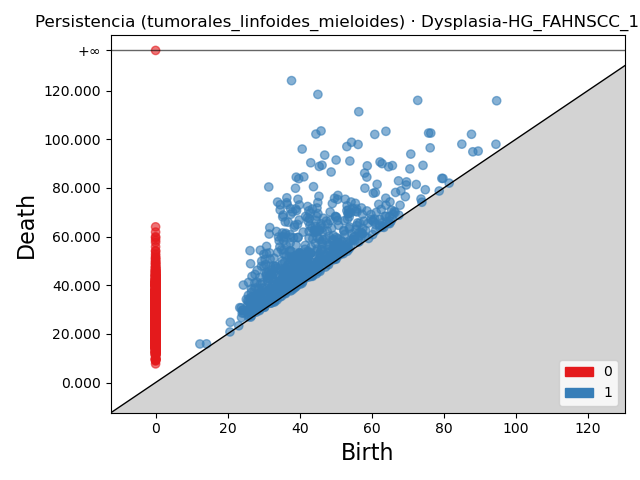 Persistencia (tumorales_linfoides_mieloides) · Dysplasia-HG_FAHNSCC_1
+∞
120.000
100.000
80.000
60.000
40.000
20.000
0.000
Death
0
1
0 20 40 60 80 100 120
Birth